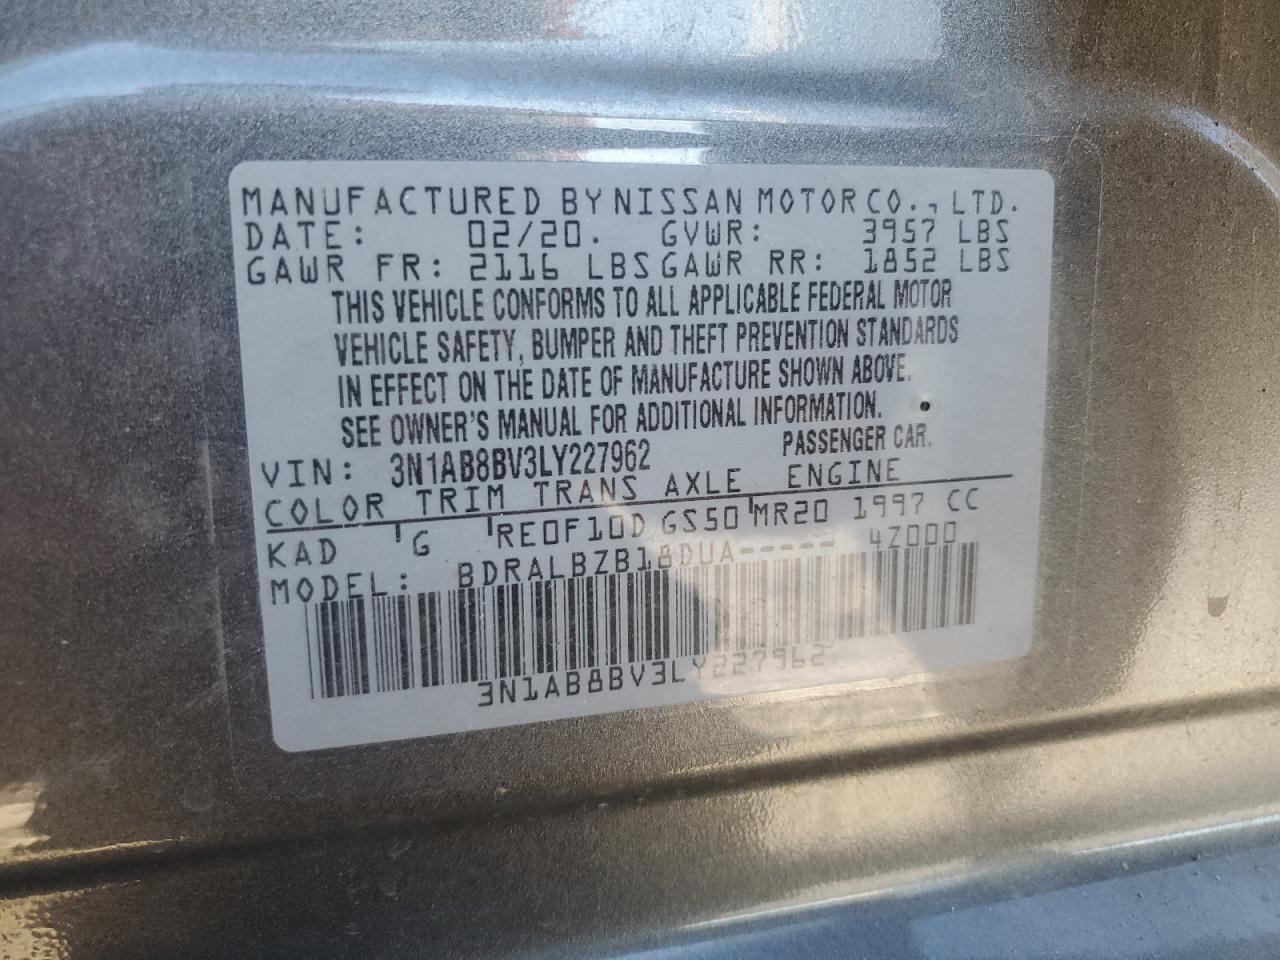 MANUFACTURED BY NISSAN MOTOR CO., LTD.
DATE: 02/20. GVWR: 3957 LBS
GAWR FR: 2116 LBS GAWR RR: 1852 LBS
THIS VEHICLE CONFORMS TO ALL APPLICABLE FEDERAL MOTOR
VEHICLE SAFETY, BUMPER AND THEFT PREVENTION STANDARDS
IN EFFECT ON THE DATE OF MANUFACTURE SHOWN ABOVE.
SEE OWNER'S MANUAL FOR ADDITIONAL INFORMATION.
VIN: 3N1AB8BV3LY227962 PASSENGER CAR.
COLOR TRIM TRANS AXLE ENGINE
KAD G RE0F10D GS50 MR20 1997 CC
MODEL: BDRALBZB18DUA----- 4Z000
3N1AB8BV3LY227962